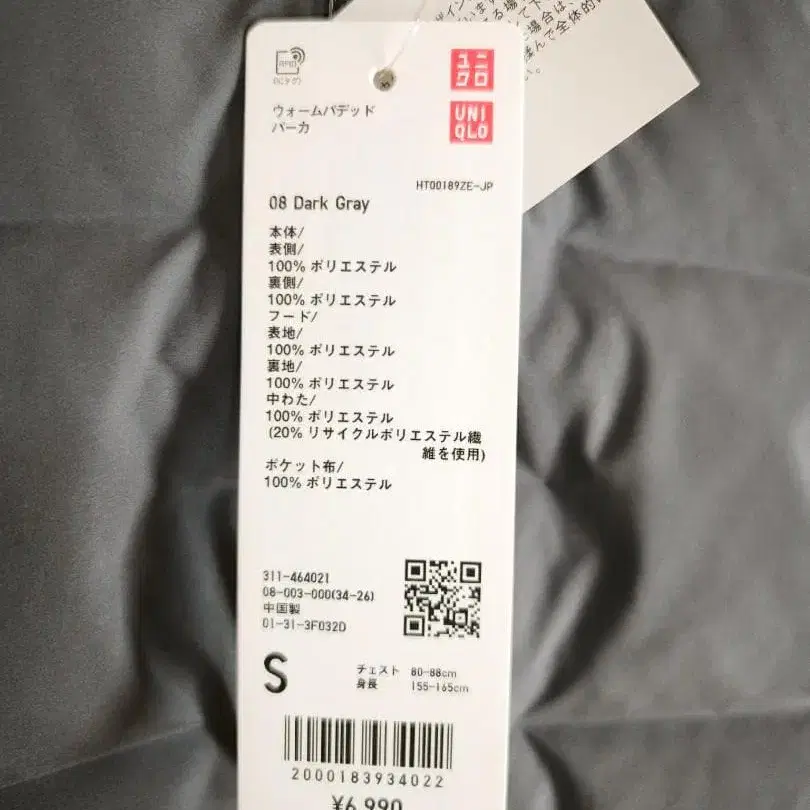 RFID
ウォームパデッド
パーカ
ユニ
クロ
UNI
QLO
HT00189ZE-JP
08 Dark Gray
本体/
表側/
100% ポリエステル
裏側/
100% ポリエステル
フード/
表地/
100% ポリエステル
裏地/
100% ポリエステル
中わた/
100% ポリエステル
(20% リサイクルポリエステル繊
維を使用)
ポケット布/
100% ポリエステル
311-464021
08-003-000(34-26)
中国製
01-31-3F032D
S
チェスト 80-88cm
身長 155-165cm
2000183934022
¥6,990